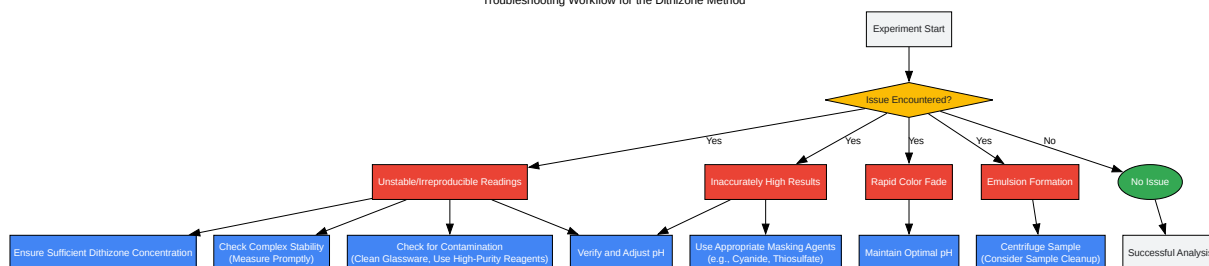 Troubleshooting Workflow for the Dithizone Method
Experiment Start
Issue Encountered?
Yes
Yes
Yes
Yes
No
Unstable/Irreproducible Readings
Inaccurately High Results
Rapid Color Fade
Emulsion Formation
No Issue
Ensure Sufficient Dithizone Concentration
Check Complex Stability
(Measure Promptly)
Check for Contamination
(Clean Glassware, Use High-Purity Reagents)
Verify and Adjust pH
Use Appropriate Masking Agents
(e.g., Cyanide, Thiosulfate)
Maintain Optimal pH
Centrifuge Sample
(Consider Sample Cleanup)
Successful Analysis